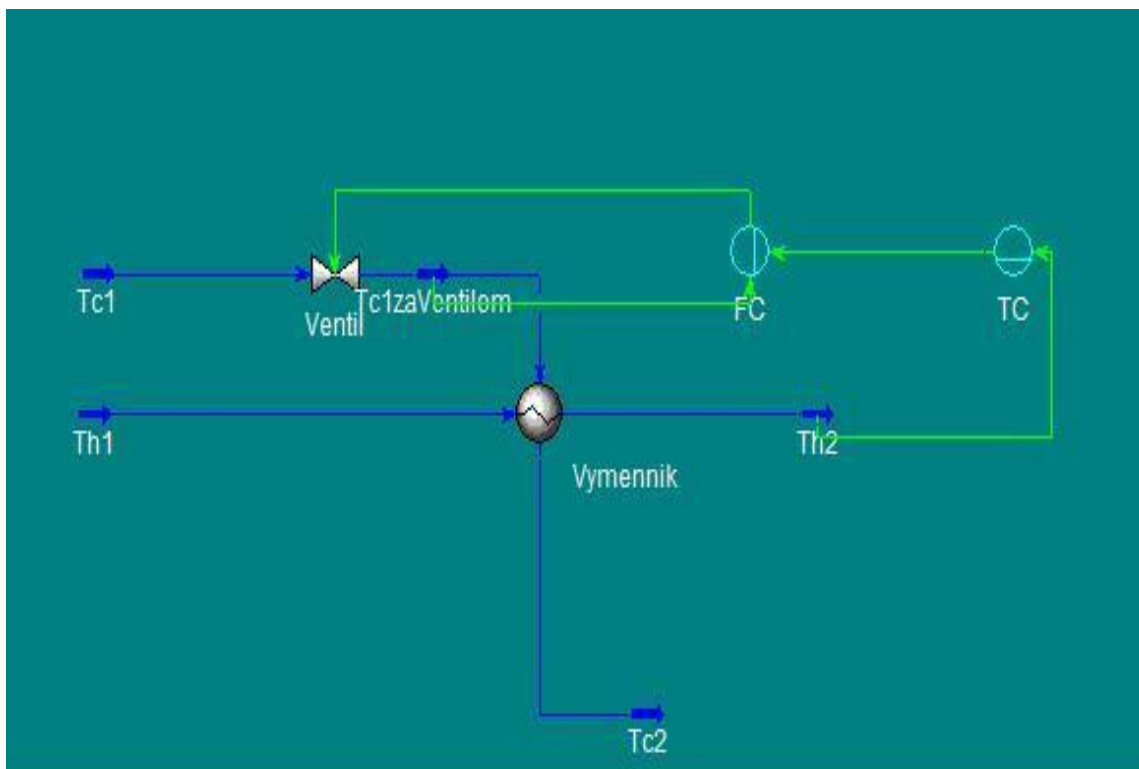 Tc1
Ventil
Tc1zaVentilom
FC
TC
Th1
Th2
Vymennik
Tc2